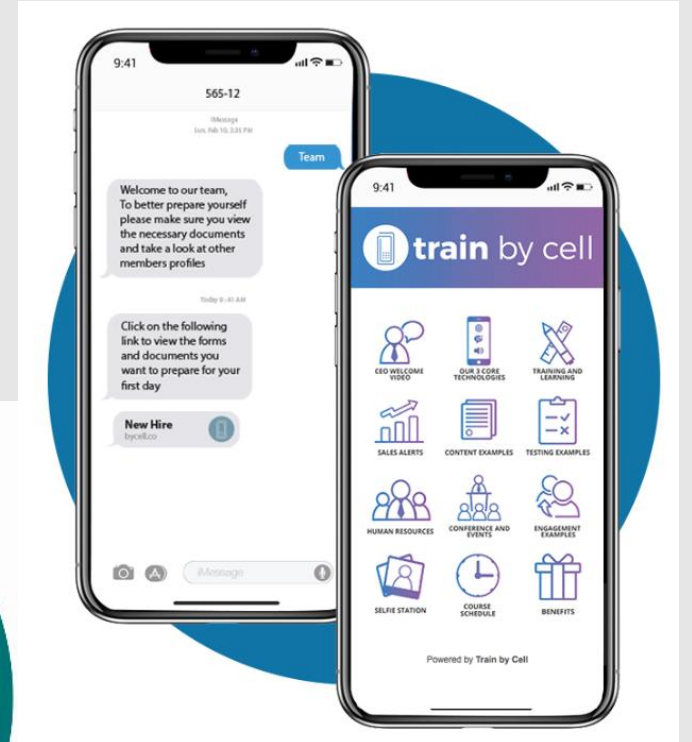 9:41
565-12
iMessage
Sun, Feb 10, 3:35 PM
Team
Welcome to our team,
To better prepare yourself
please make sure you view
the necessary documents
and take a look at other
members profiles
Today 9:41 AM
Click on the following
link to view the forms
and documents you
want to prepare for your
first day
New Hire
bycell.co
iMessage
9:41
train by cell
CEO WELCOME
VIDEO
OUR 3 CORE
TECHNOLOGIES
TRAINING AND
LEARNING
SALES ALERTS
CONTENT EXAMPLES
TESTING EXAMPLES
HUMAN RESOURCES
CONFERENCE AND
EVENTS
ENGAGEMENT
EXAMPLES
SELFIE STATION
COURSE
SCHEDULE
BENEFITS
Powered by Train by Cell